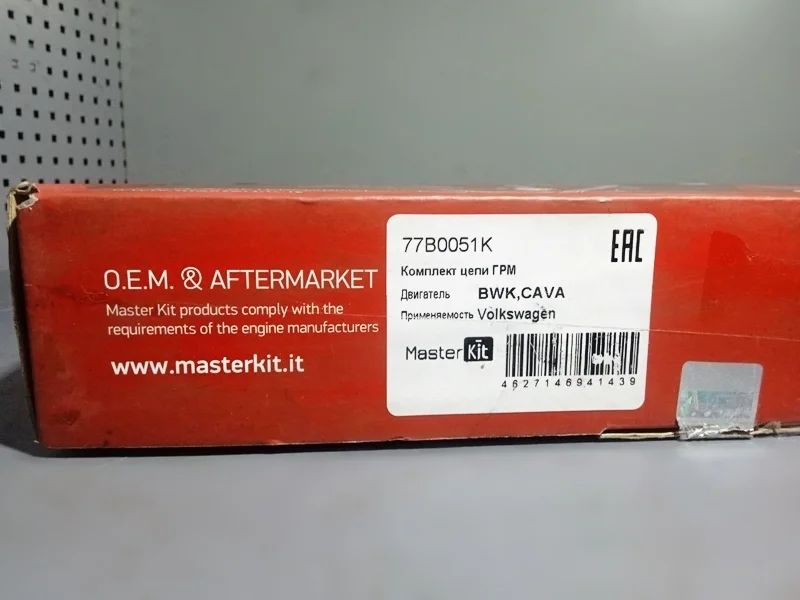 O.E.M. & AFTERMARKET
Master Kit products comply with the
requirements of the engine manufacturers
www.masterkit.it
77B0051K
EAC
Комплект цепи ГРМ
Двигатель BWK,CAVA
Применяемость Volkswagen
Master Kit
4627146941439